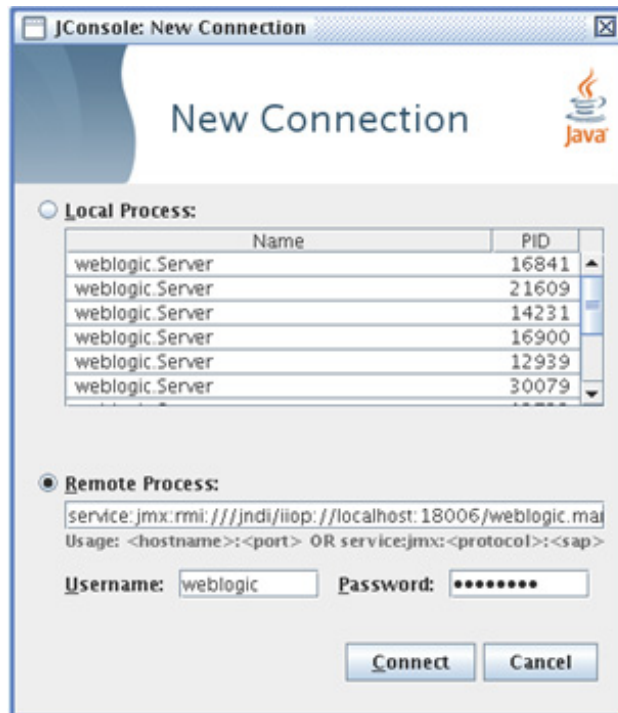 JConsole: New Connection
New Connection
Java
Local Process:
Name PID
weblogic.Server 16841
weblogic.Server 21609
weblogic.Server 14231
weblogic.Server 16900
weblogic.Server 12939
weblogic.Server 30079
Remote Process:
service:jmx:rmi:///jndi/iiop://localhost:18006/weblogic.mai
Usage: <hostname>:<port> OR service:jmx:<protocol>:<sap>
Username: weblogic Password: ••••••••
Connect Cancel